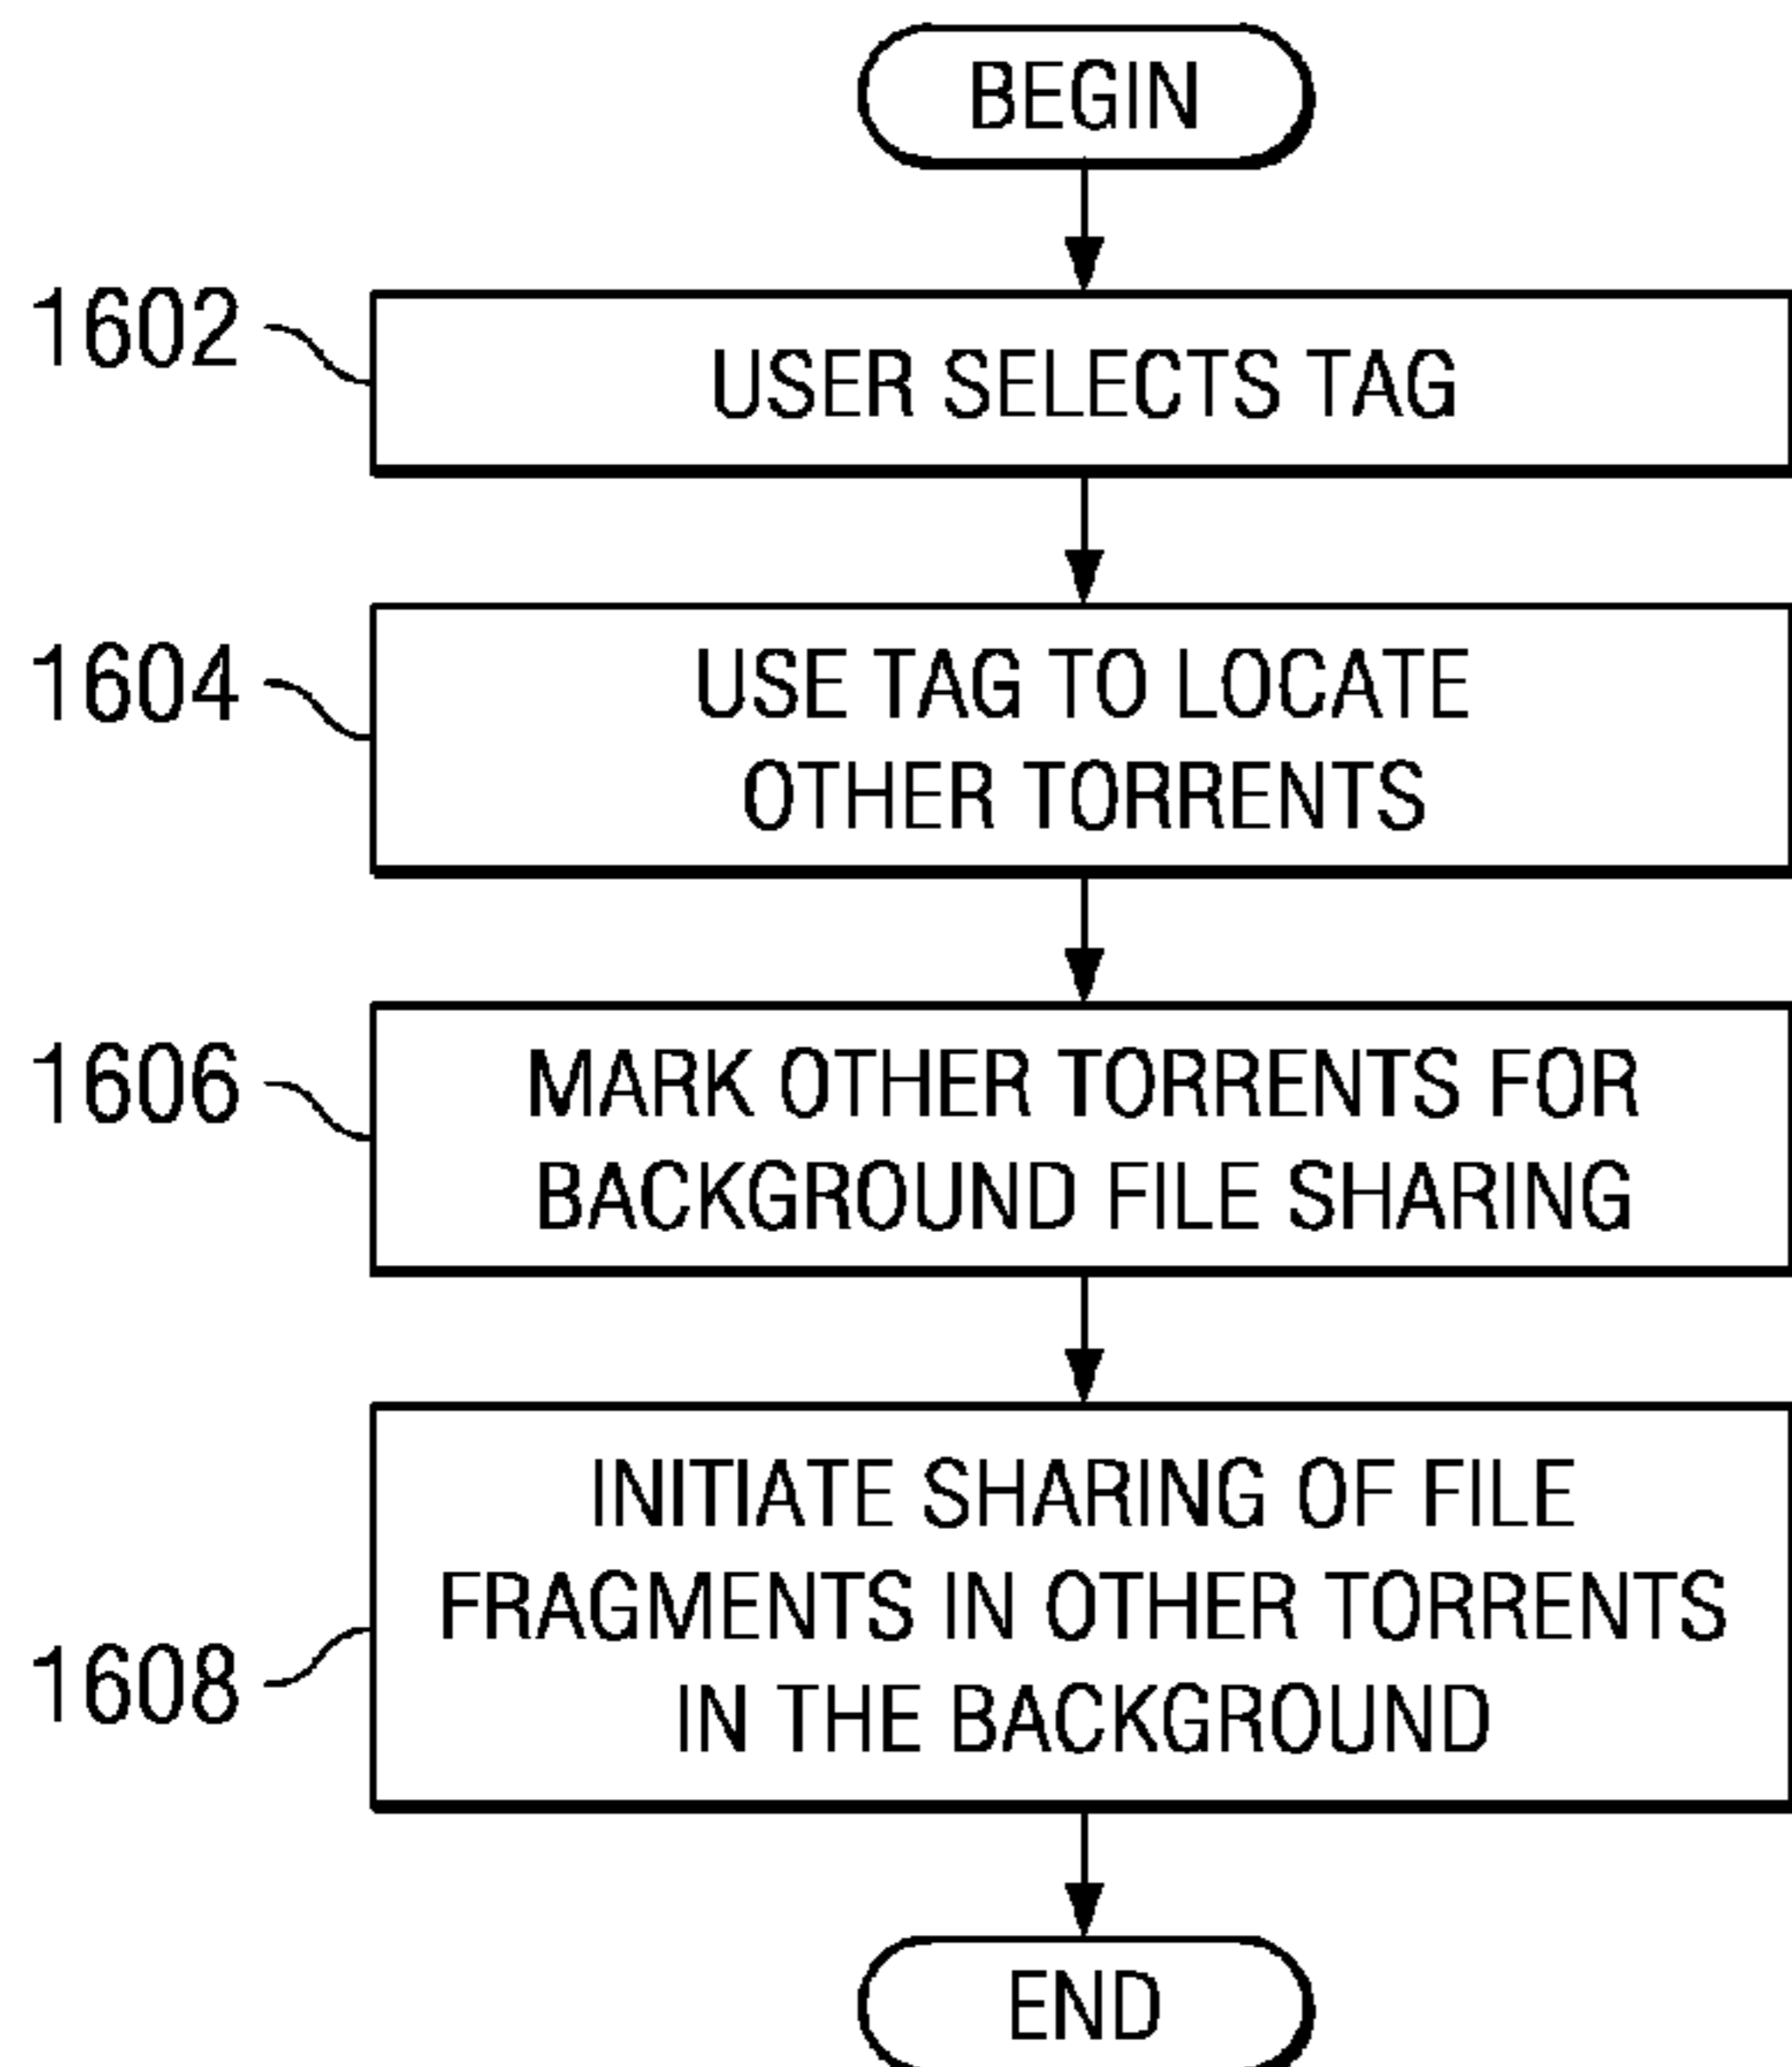 BEGIN
1602
USER SELECTS TAG
1604
USE TAG TO LOCATE
OTHER TORRENTS
1606
MARK OTHER TORRENTS FOR
BACKGROUND FILE SHARING
INITIATE SHARING OF FILE
FRAGMENTS IN OTHER TORRENTS
1608
IN THE BACKGROUND
END